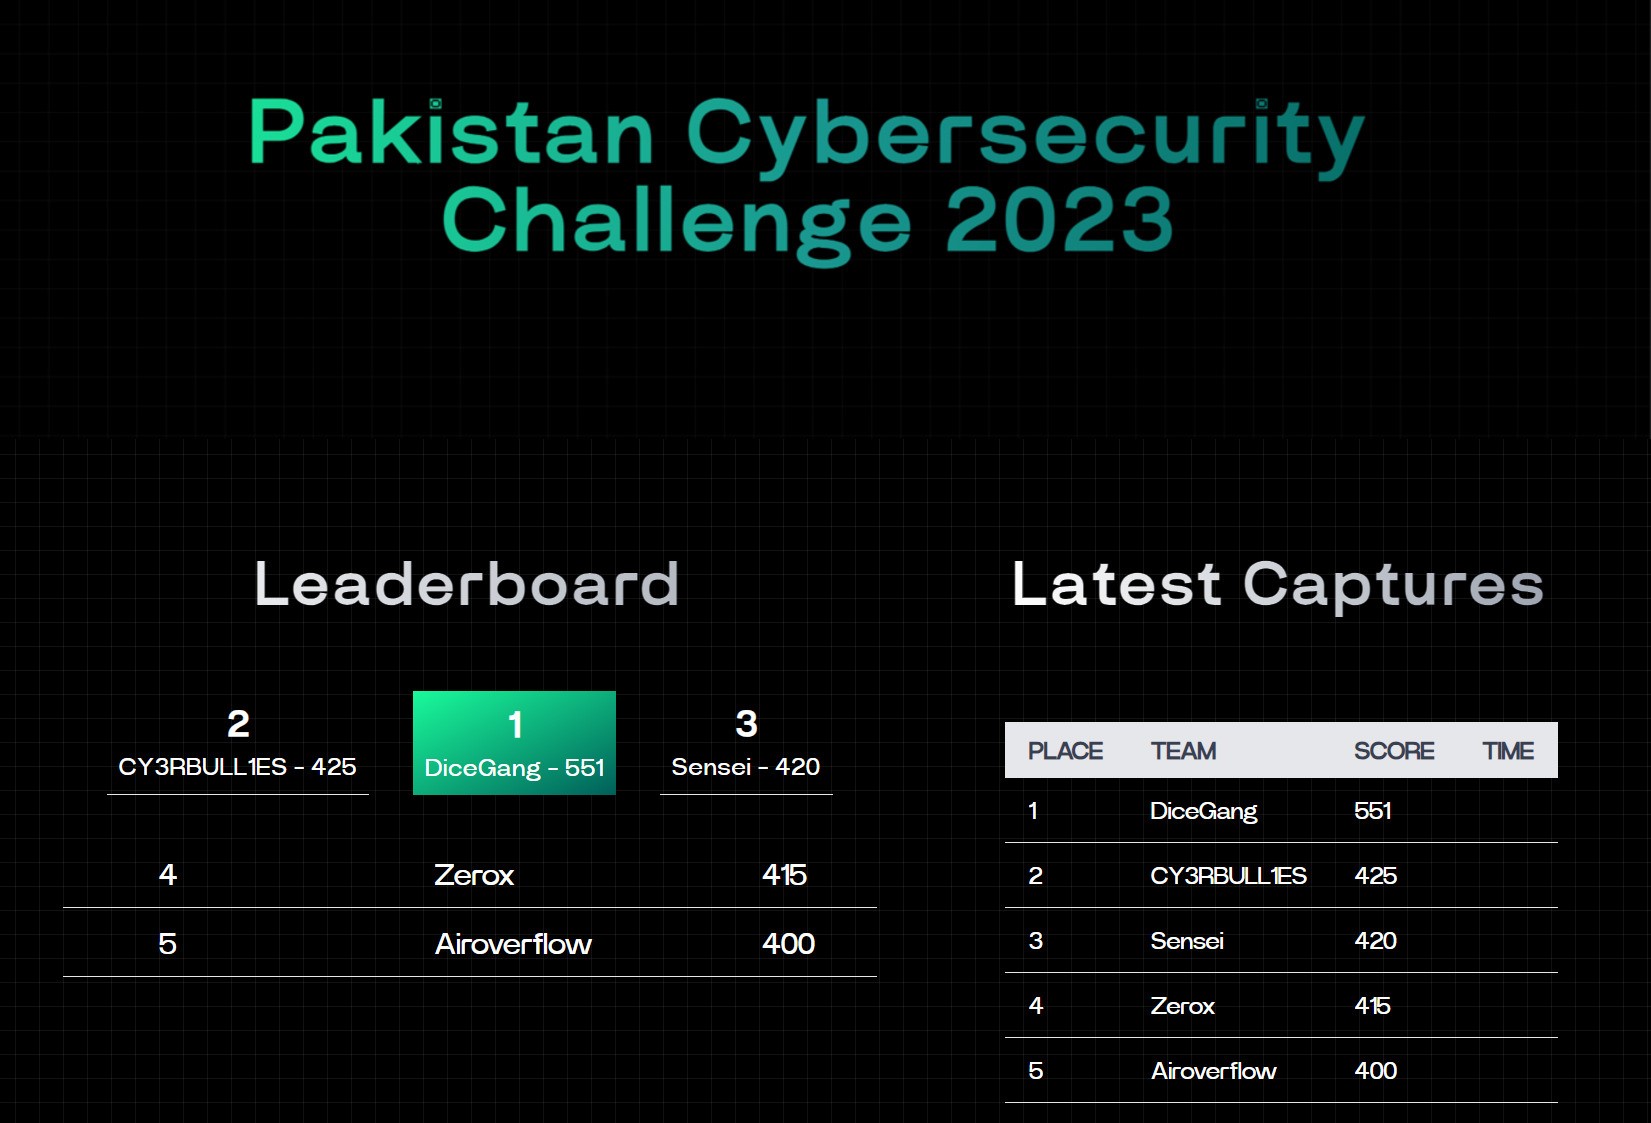 Pakistan Cybersecurity
Challenge 2023
Leaderboard
2
CY3RBULL1ES - 425
1
DiceGang - 551
3
Sensei - 420
4 Zerox 415
5 Airoverflow 400
Latest Captures
PLACE TEAM SCORE TIME
1 DiceGang 551
2 CY3RBULL1ES 425
3 Sensei 420
4 Zerox 415
5 Airoverflow 400